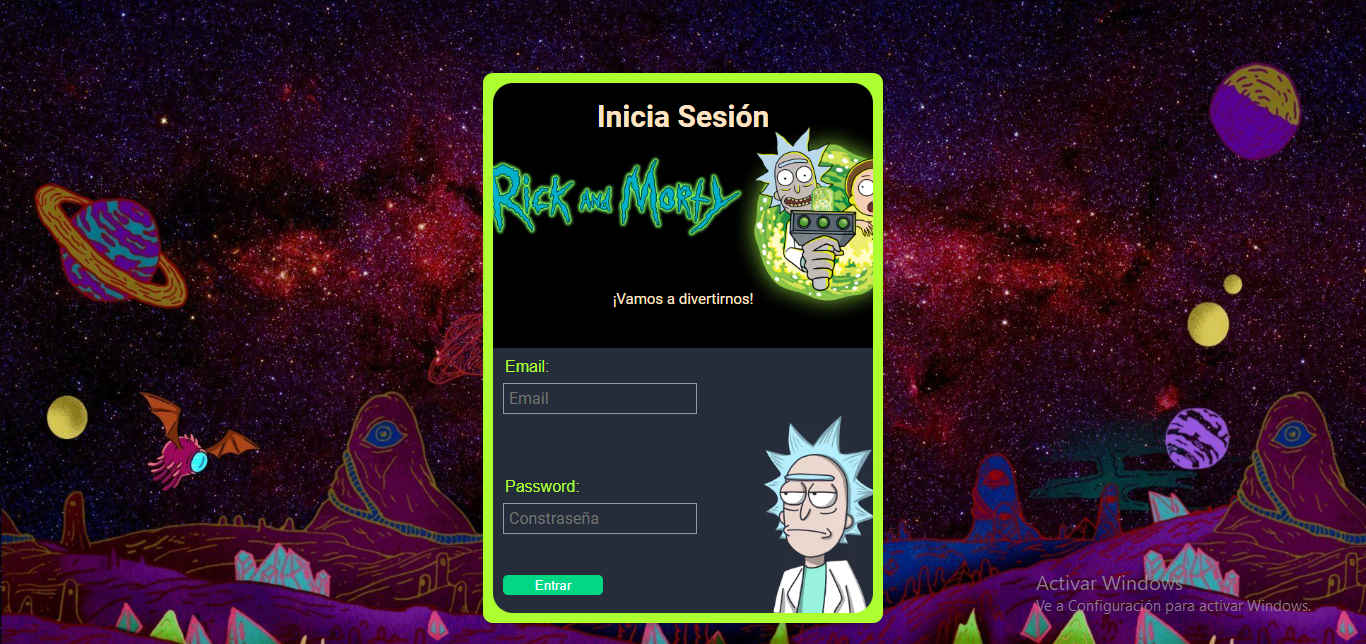 Inicia Sesión
Rick and Morty
¡Vamos a divertirnos!
Email:
Email
Password:
Constraseña
Entrar
Activar Windows
Ve a Configuración para activar Windows.